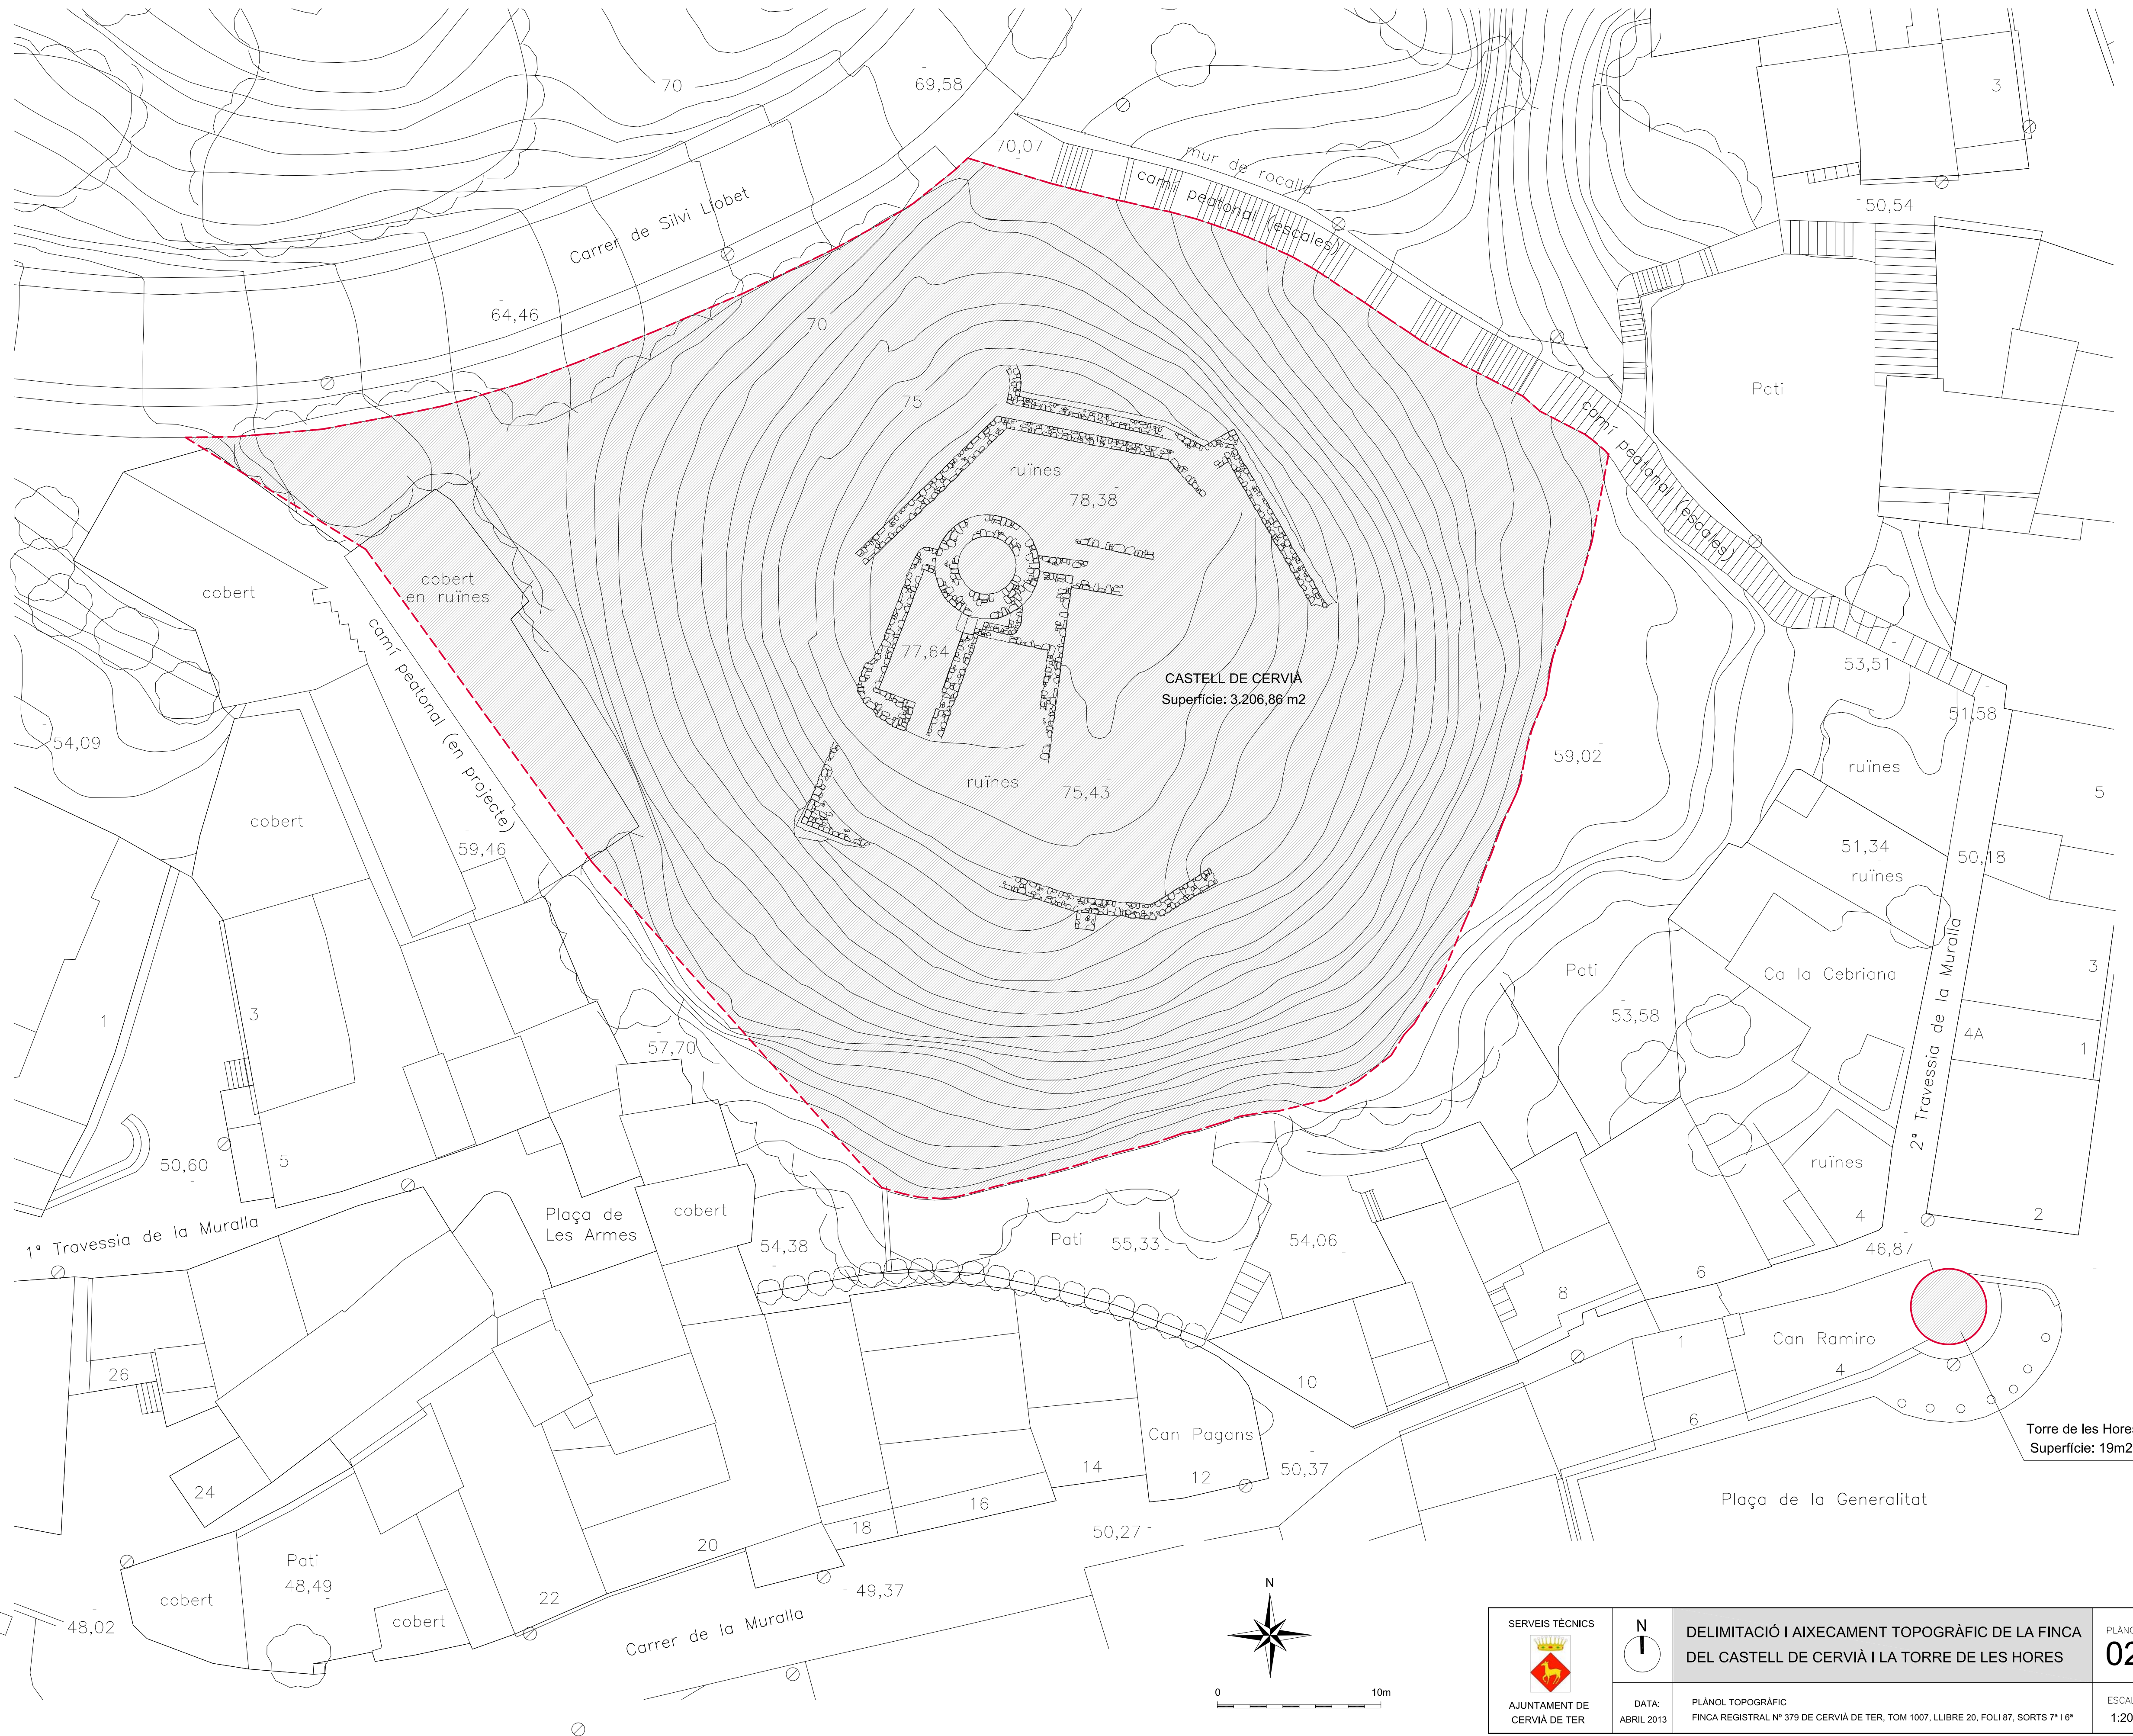 70
69,58
3
70,07
mur de rocalla
camí peatonal (escales)
50,54
Carrer de Silvi Llobet
64,46
70
75
Pati
camí peatonal (escales)
ruïnes
78,38
cobert
cobert
en ruïnes
77,64
CASTELL DE CERVIÀ
Superfície: 3.206,86 m2
53,51
51,58
camí peatonal (en projecte)
54,09
59,02
ruïnes
ruïnes
75,43
5
cobert
59,46
51,34
ruïnes
50,18
Pati
Ca la Cebriana
3
1
3
53,58
57,70
4A
1
2ª Travessia de la Muralla
50,60
5
ruïnes
Plaça de
Les Armes
cobert
1ª Travessia de la Muralla
54,38
Pati
55,33
54,06
4
2
46,87
6
8
26
1
Can Ramiro
4
10
6
Can Pagans
Torre de les Hores
Superfície: 19m2
24
14
12
50,37
16
Plaça de la Generalitat
18
50,27
20
Pati
48,49
22
49,37
cobert
cobert
48,02
Carrer de la Muralla
N
0 10m
SERVEIS TÈCNICS
AJUNTAMENT DE
CERVIÀ DE TER
N
DATA:
ABRIL 2013
DELIMITACIÓ I AIXECAMENT TOPOGRÀFIC DE LA FINCA
DEL CASTELL DE CERVIÀ I LA TORRE DE LES HORES
PLÀNOL TOPOGRÀFIC
FINCA REGISTRAL Nº 379 DE CERVIÀ DE TER, TOM 1007, LLIBRE 20, FOLI 87, SORTS 7ª I 6ª
02